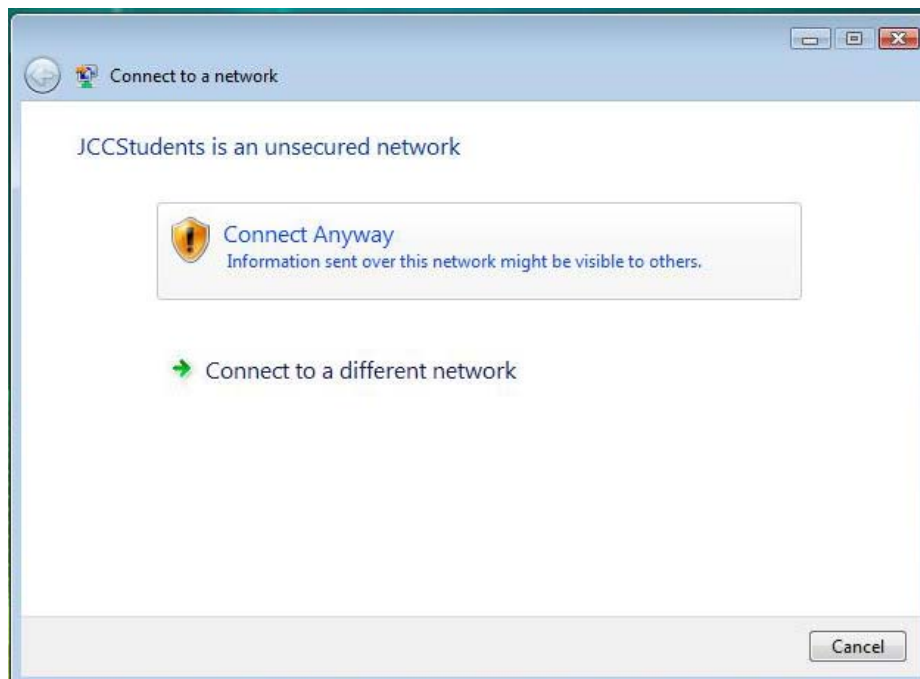 Connect to a network
JCCStudents is an unsecured network
Connect Anyway
Information sent over this network might be visible to others.
Connect to a different network
Cancel